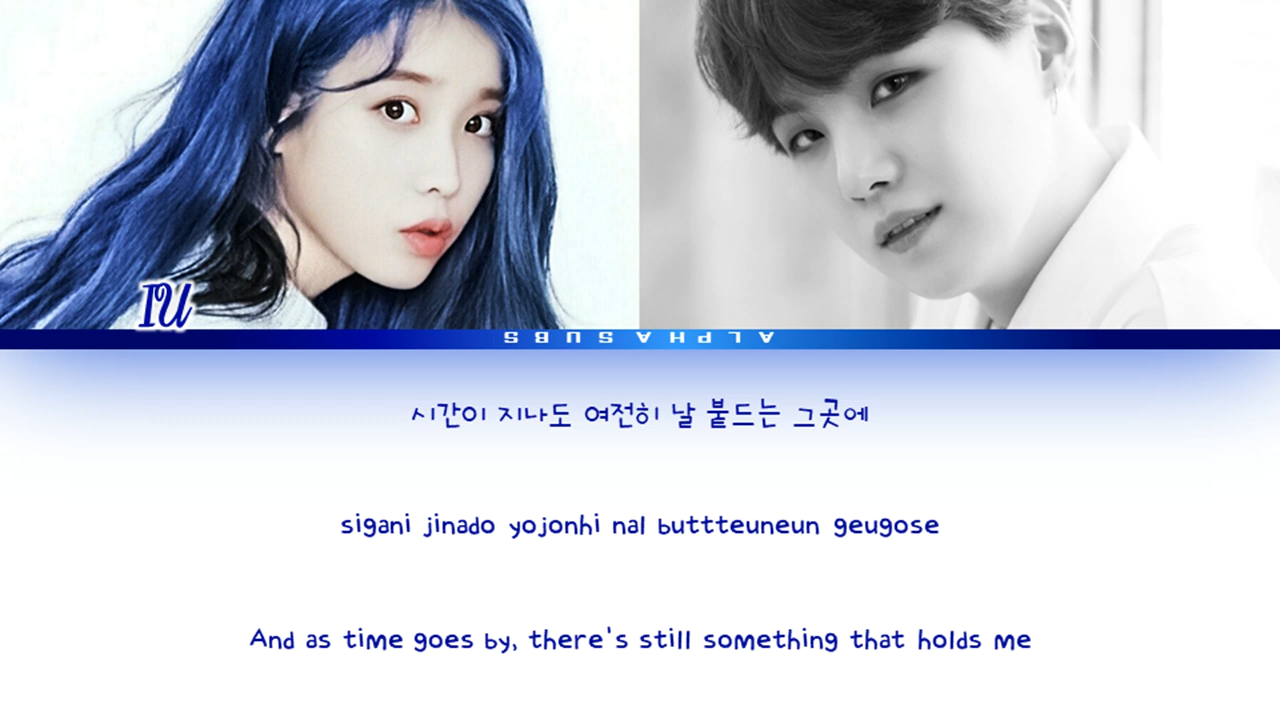 IU
ALPHA SUBS
시간이 지나도 여전히 날 붙드는 그곳에
sigani jinado yojonhi nal buttteuneun geugose
And as time goes by, there's still something that holds me